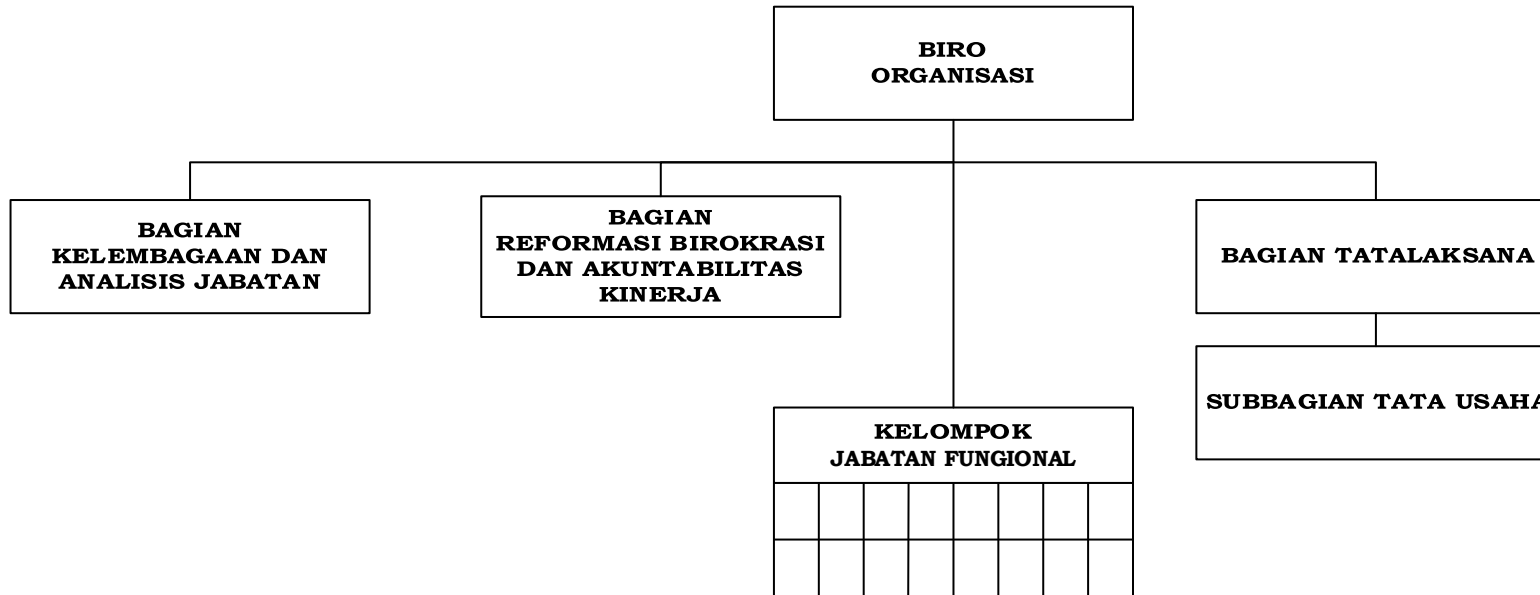 BIRO
ORGANISASI
BAGIAN
KELEMBAGAAN DAN
ANALISIS JABATAN
BAGIAN
REFORMASI BIROKRASI
DAN AKUNTABILITAS
KINERJA
BAGIAN TATALAKSANA
SUBBAGIAN TATA USAHA
KELOMPOK
JABATAN FUNGIONAL